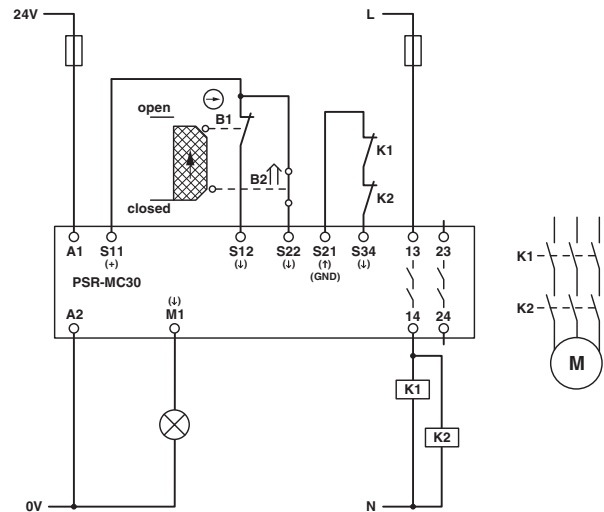 24V
L
open
B1
K1
B2
K2
closed
A1
S11
(+)
S12
(↓)
S22
(↓)
S21
(↑)
(GND)
S34
(↓)
13
23
PSR-MC30
A2
(↓)
M1
14
24
K1
K2
K1
K2
M
0V
N